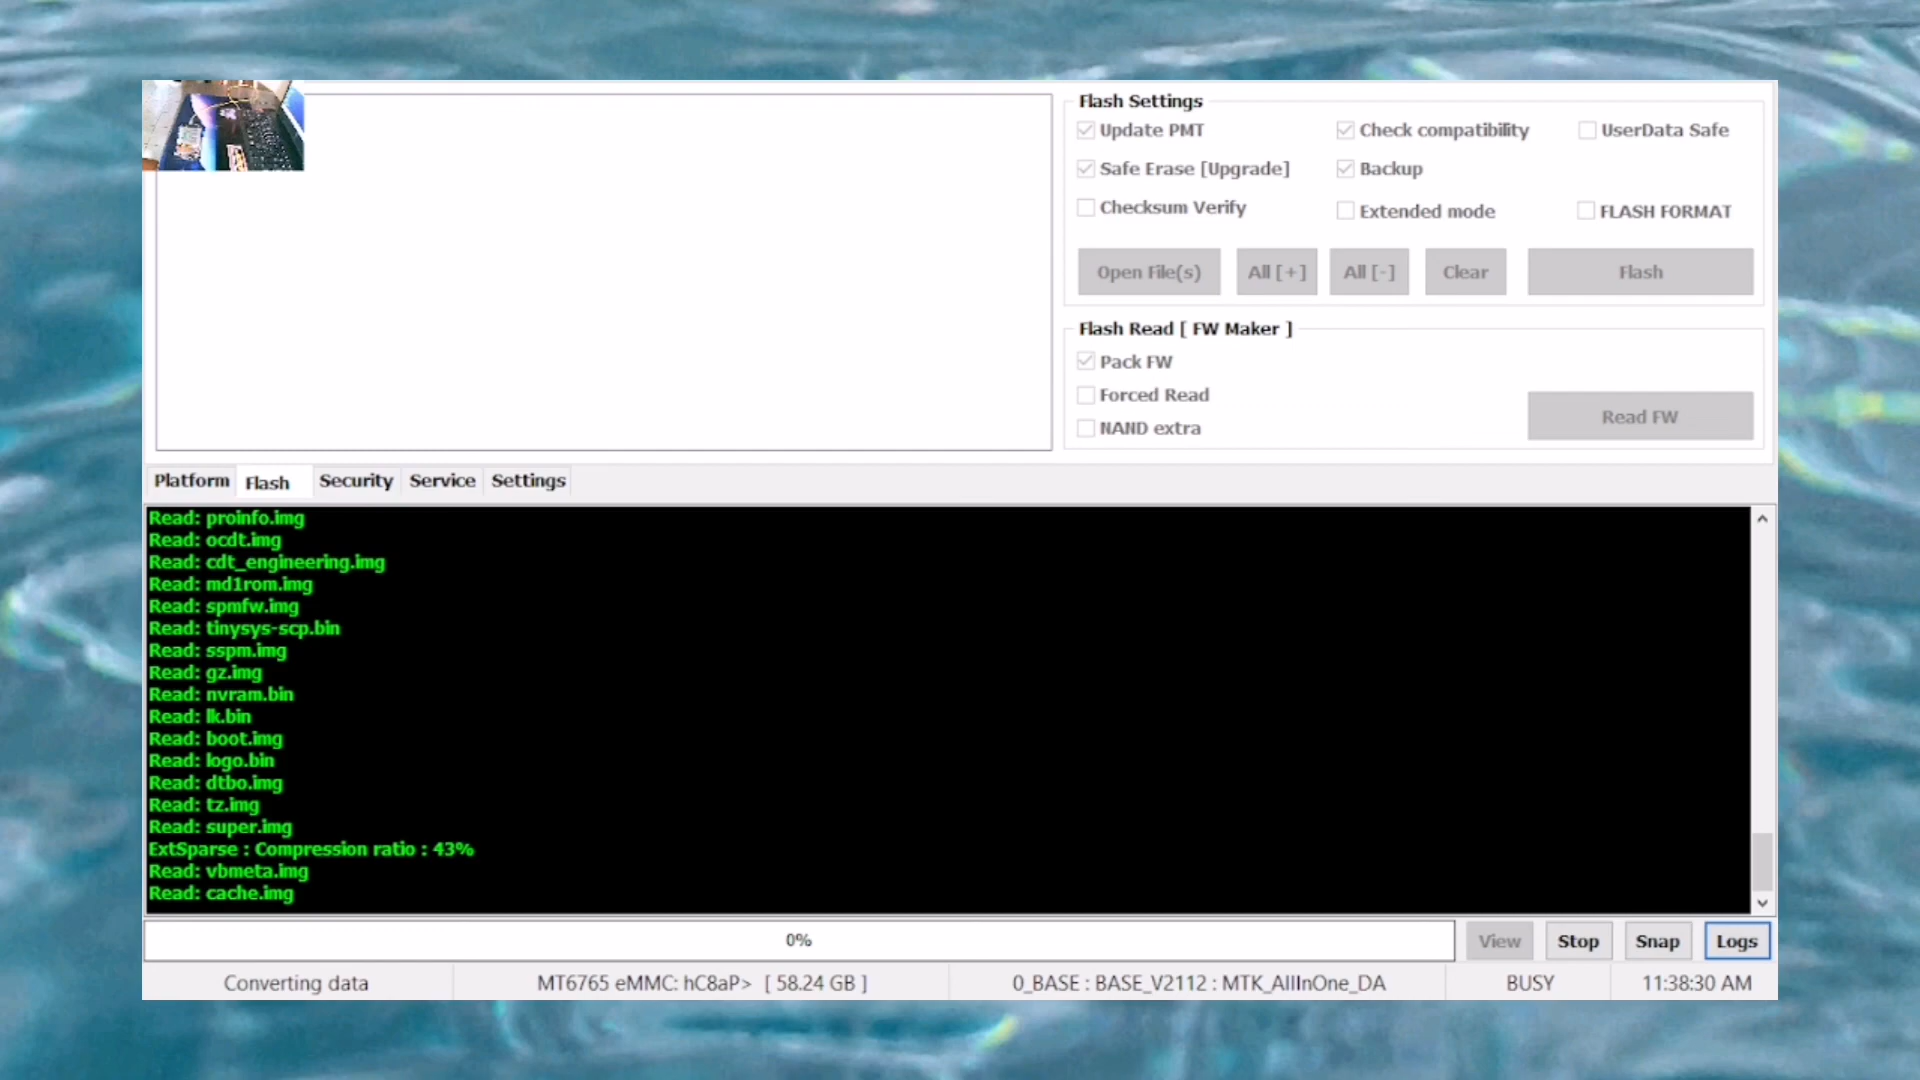 Flash Settings
Update PMT
Check compatibility
UserData Safe
Safe Erase [Upgrade]
Backup
Checksum Verify
Extended mode
FLASH FORMAT
Open File(s)
All [+]
All [-]
Clear
Flash
Flash Read [ FW Maker ]
Pack FW
Forced Read
NAND extra
Read FW
Platform
Flash
Security
Service
Settings
Read: proinfo.img
Read: ocdt.img
Read: cdt_engineering.img
Read: md1rom.img
Read: spmfw.img
Read: tinysys-scp.bin
Read: sspm.img
Read: gz.img
Read: nvram.bin
Read: lk.bin
Read: boot.img
Read: logo.bin
Read: dtbo.img
Read: tz.img
Read: super.img
ExtSparse : Compression ratio : 43%
Read: vbmeta.img
Read: cache.img
0%
View
Stop
Snap
Logs
Converting data
MT6765 eMMC: hC8aP> [ 58.24 GB ]
0_BASE : BASE_V2112 : MTK_AllInOne_DA
BUSY
11:38:30 AM